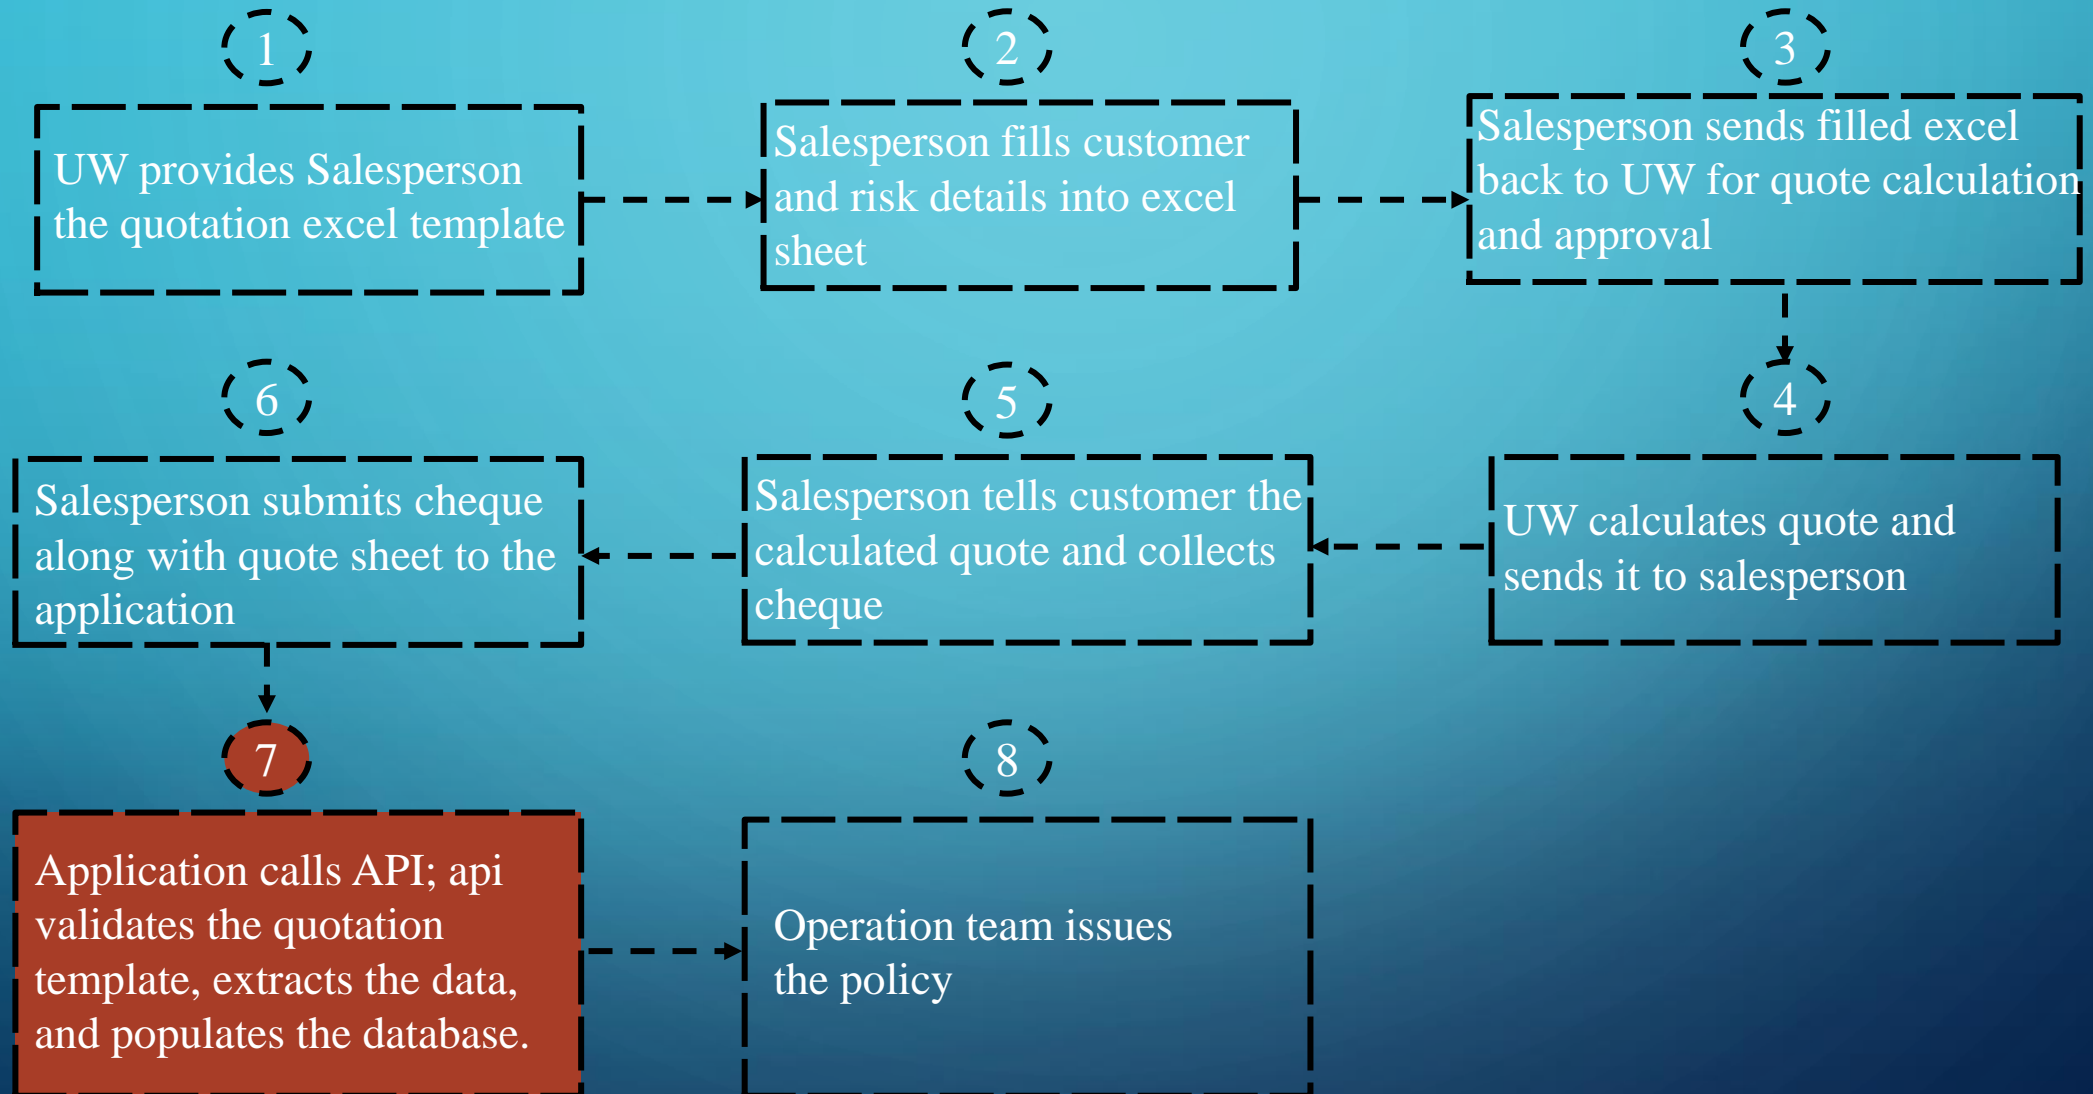 1
UW provides Salesperson
the quotation excel template
2
Salesperson fills customer
and risk details into excel
sheet
3
Salesperson sends filled excel
back to UW for quote calculation
and approval
4
UW calculates quote and
sends it to salesperson
5
Salesperson tells customer the
calculated quote and collects
cheque
6
Salesperson submits cheque
along with quote sheet to the
application
7
Application calls API; api
validates the quotation
template, extracts the data,
and populates the database.
8
Operation team issues
the policy